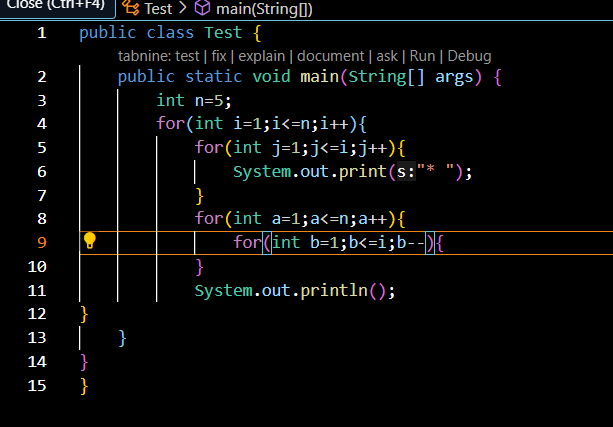 Close (Ctrl+F4)
Test > main(String[])
1 public class Test {
tabnine: test | fix | explain | document | ask | Run | Debug
2 public static void main(String[] args) {
3 int n=5;
4 for(int i=1;i<=n;i++){
5 for(int j=1;j<=i;j++){
6 System.out.print(s:"* ");
7 }
8 for(int a=1;a<=n;a++){
9 for(int b=1;b<=i;b--){
10 }
11 System.out.println();
12 }
13 }
14 }
15 }